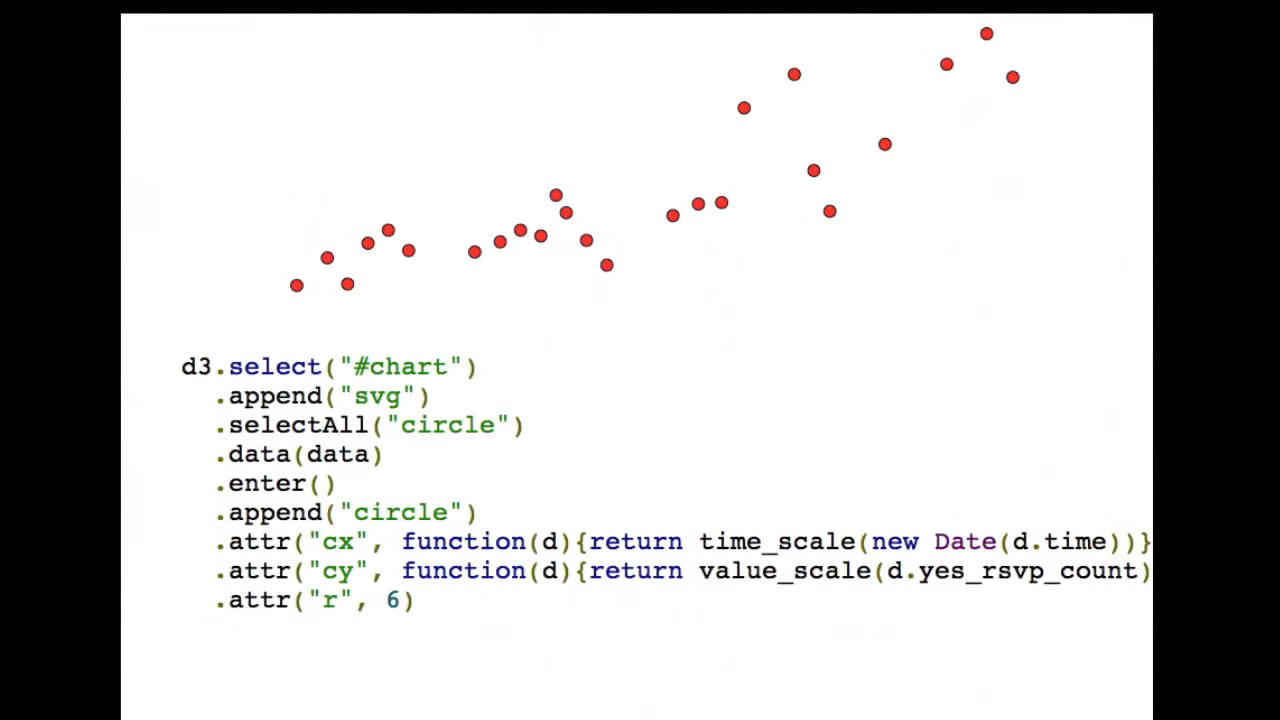 d3.select("#chart")
.append("svg")
.selectAll("circle")
.data(data)
.enter()
.append("circle")
.attr("cx", function(d){return time_scale(new Date(d.time))}
.attr("cy", function(d){return value_scale(d.yes_rsvp_count)
.attr("r", 6)